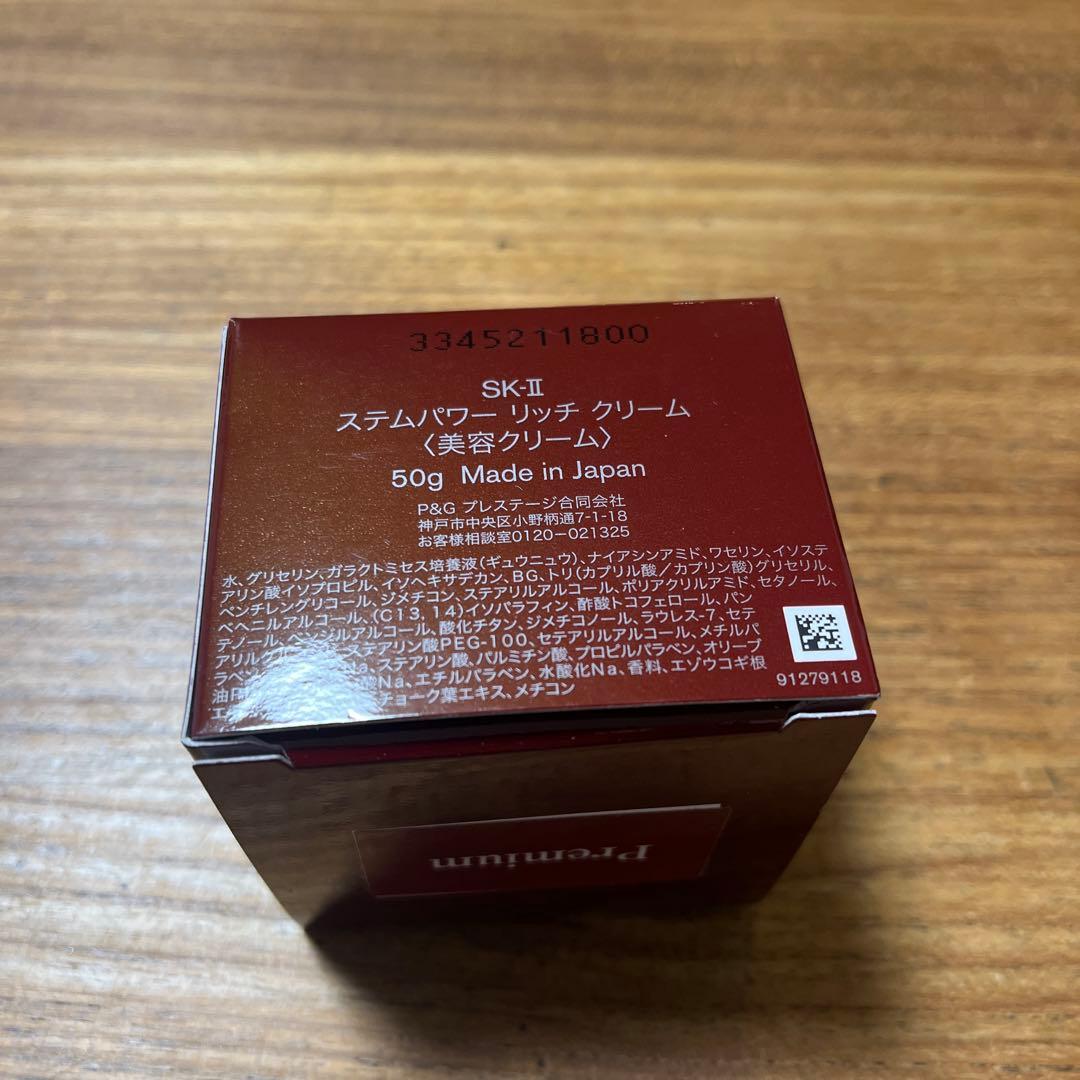 3345211800
SK-II
ステムパワー リッチ クリーム
〈美容クリーム〉
50g Made in Japan
P&G プレステージ合同会社
神戸市中央区小野柄通7-1-18
お客様相談室0120-021325
水、グリセリン、ガラクトミセス培養液(ギュウニュウ)、ナイアシンアミド、ワセリン、イソステ
アリン酸イソプロピル、イソヘキサデカン、BG、トリ(カプリル酸/カプリン酸)グリセリル、
ペンチレングリコール、ジメチコン、ステアリルアルコール、ポリアクリルアミド、セタノール、
ベヘニルアルコール、(C13, 14)イソパラフィン、酢酸トコフェロール、パン
テノール、ベンジルアルコール、酸化チタン、ジメチコノール、ラウレス-7、セテ
アリルグ ステアリン酸PEG-100、セテアリルアルコール、メチルパ
ラベン Na、ステアリン酸、パルミチン酸、プロピルパラベン、オリーブ
油 酸Na、エチルパラベン、水酸化Na、香料、エゾウコギ根
エキス チョーク葉エキス、メチコン
91279118
Premium